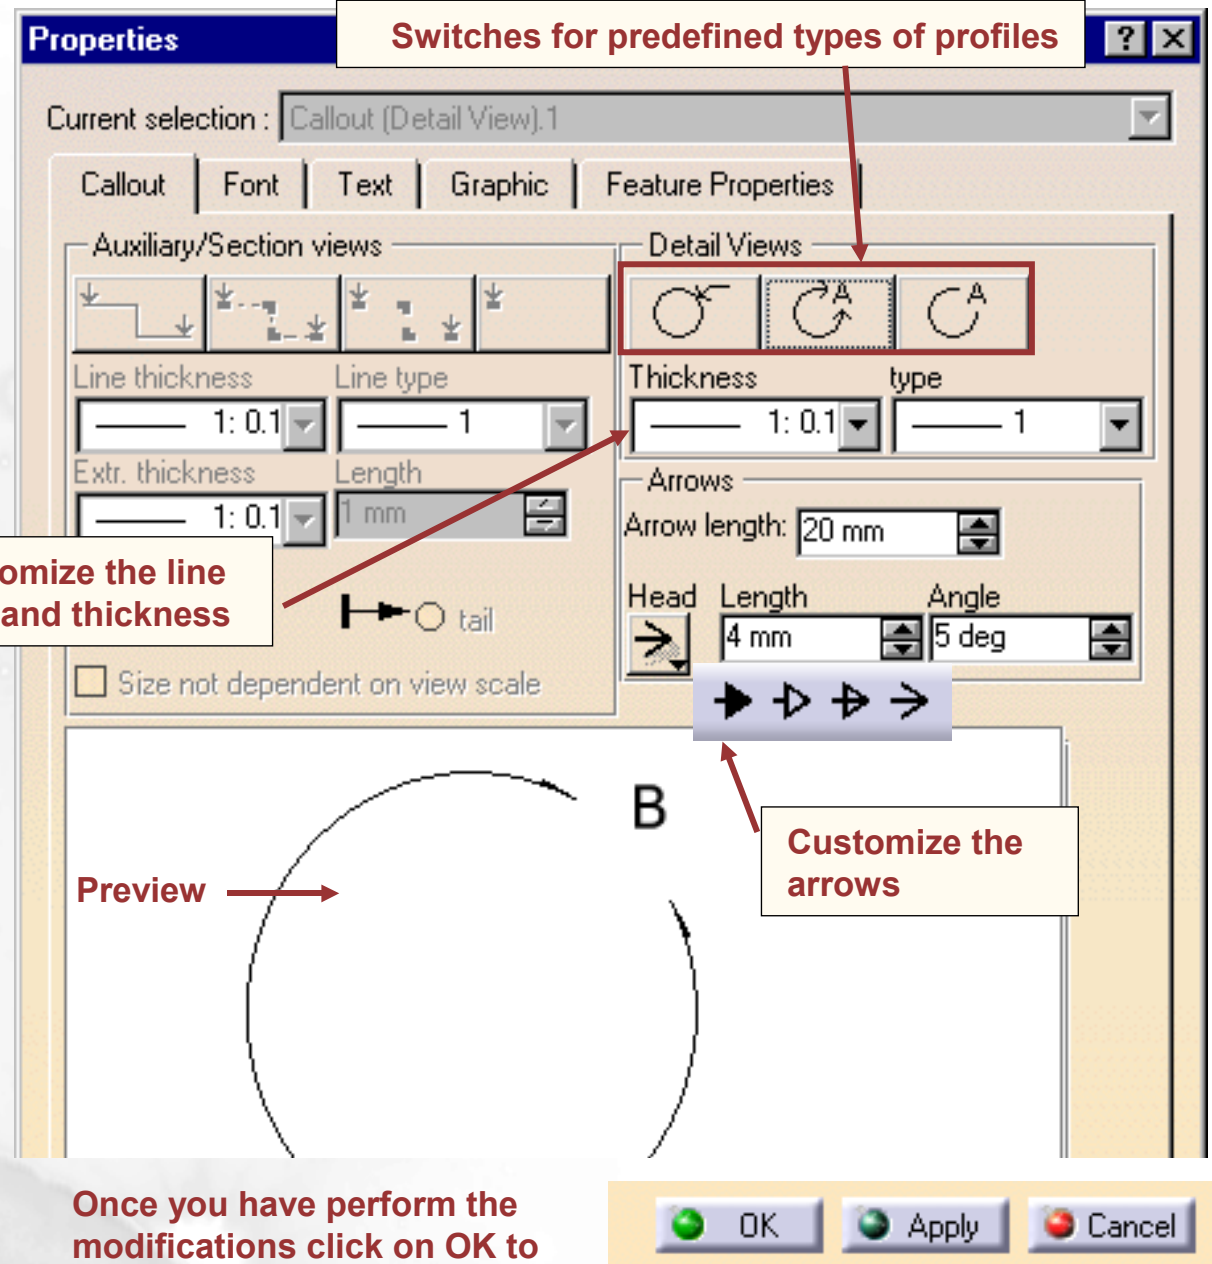 Switches for predefined types of profiles
Properties
Current selection : Callout (Detail View).1
Callout Font Text Graphic Feature Properties
Auxiliary/Section views
Detail Views
A A
Line thickness Line type
Thickness type
1: 0.1 1
1: 0.1 1
Extr. thickness Length
1: 0.1 1 mm
Arrows
Arrow length: 20 mm
omize the line
and thickness
tail
Head Length Angle
4 mm 5 deg
Size not dependent on view scale
B
Customize the
arrows
Preview
Once you have perform the
modifications click on OK to
OK Apply Cancel